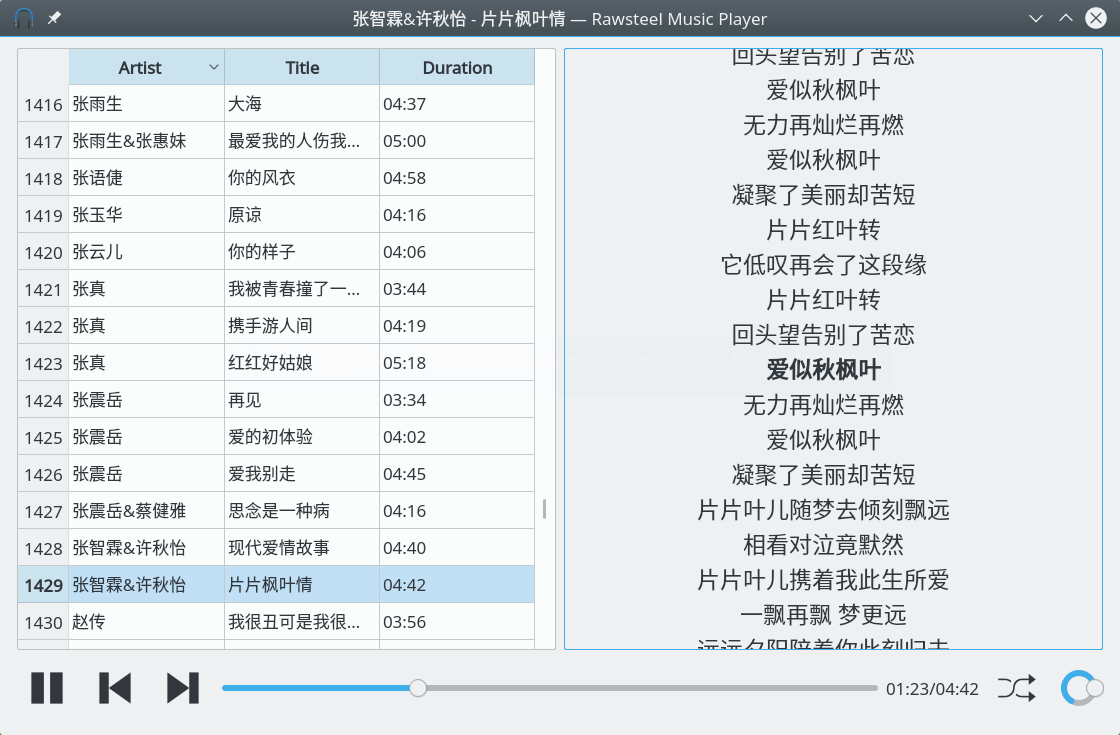 张智霖&许秋怡 - 片片枫叶情 — Rawsteel Music Player
Artist Title Duration
1416 张雨生 大海 04:37
1417 张雨生&张惠妹 最爱我的人伤我... 05:00
1418 张语倢 你的风衣 04:58
1419 张玉华 原谅 04:16
1420 张云儿 你的样子 04:06
1421 张真 我被青春撞了一... 03:44
1422 张真 携手游人间 04:19
1423 张真 红红好姑娘 05:18
1424 张震岳 再见 03:34
1425 张震岳 爱的初体验 04:02
1426 张震岳 爱我别走 04:45
1427 张震岳&蔡健雅 思念是一种病 04:16
1428 张智霖&许秋怡 现代爱情故事 04:40
1429 张智霖&许秋怡 片片枫叶情 04:42
1430 赵传 我很丑可是我很... 03:56
回头望告别了苦恋
爱似秋枫叶
无力再灿烂再燃
爱似秋枫叶
凝聚了美丽却苦短
片片红叶转
它低叹再会了这段缘
片片红叶转
回头望告别了苦恋
爱似秋枫叶
无力再灿烂再燃
爱似秋枫叶
凝聚了美丽却苦短
片片叶儿随梦去倾刻飘远
相看对泣竟默然
片片叶儿携着我此生所爱
一飘再飘 梦更远
远远夕阳陪着你此刻归去
01:23/04:42